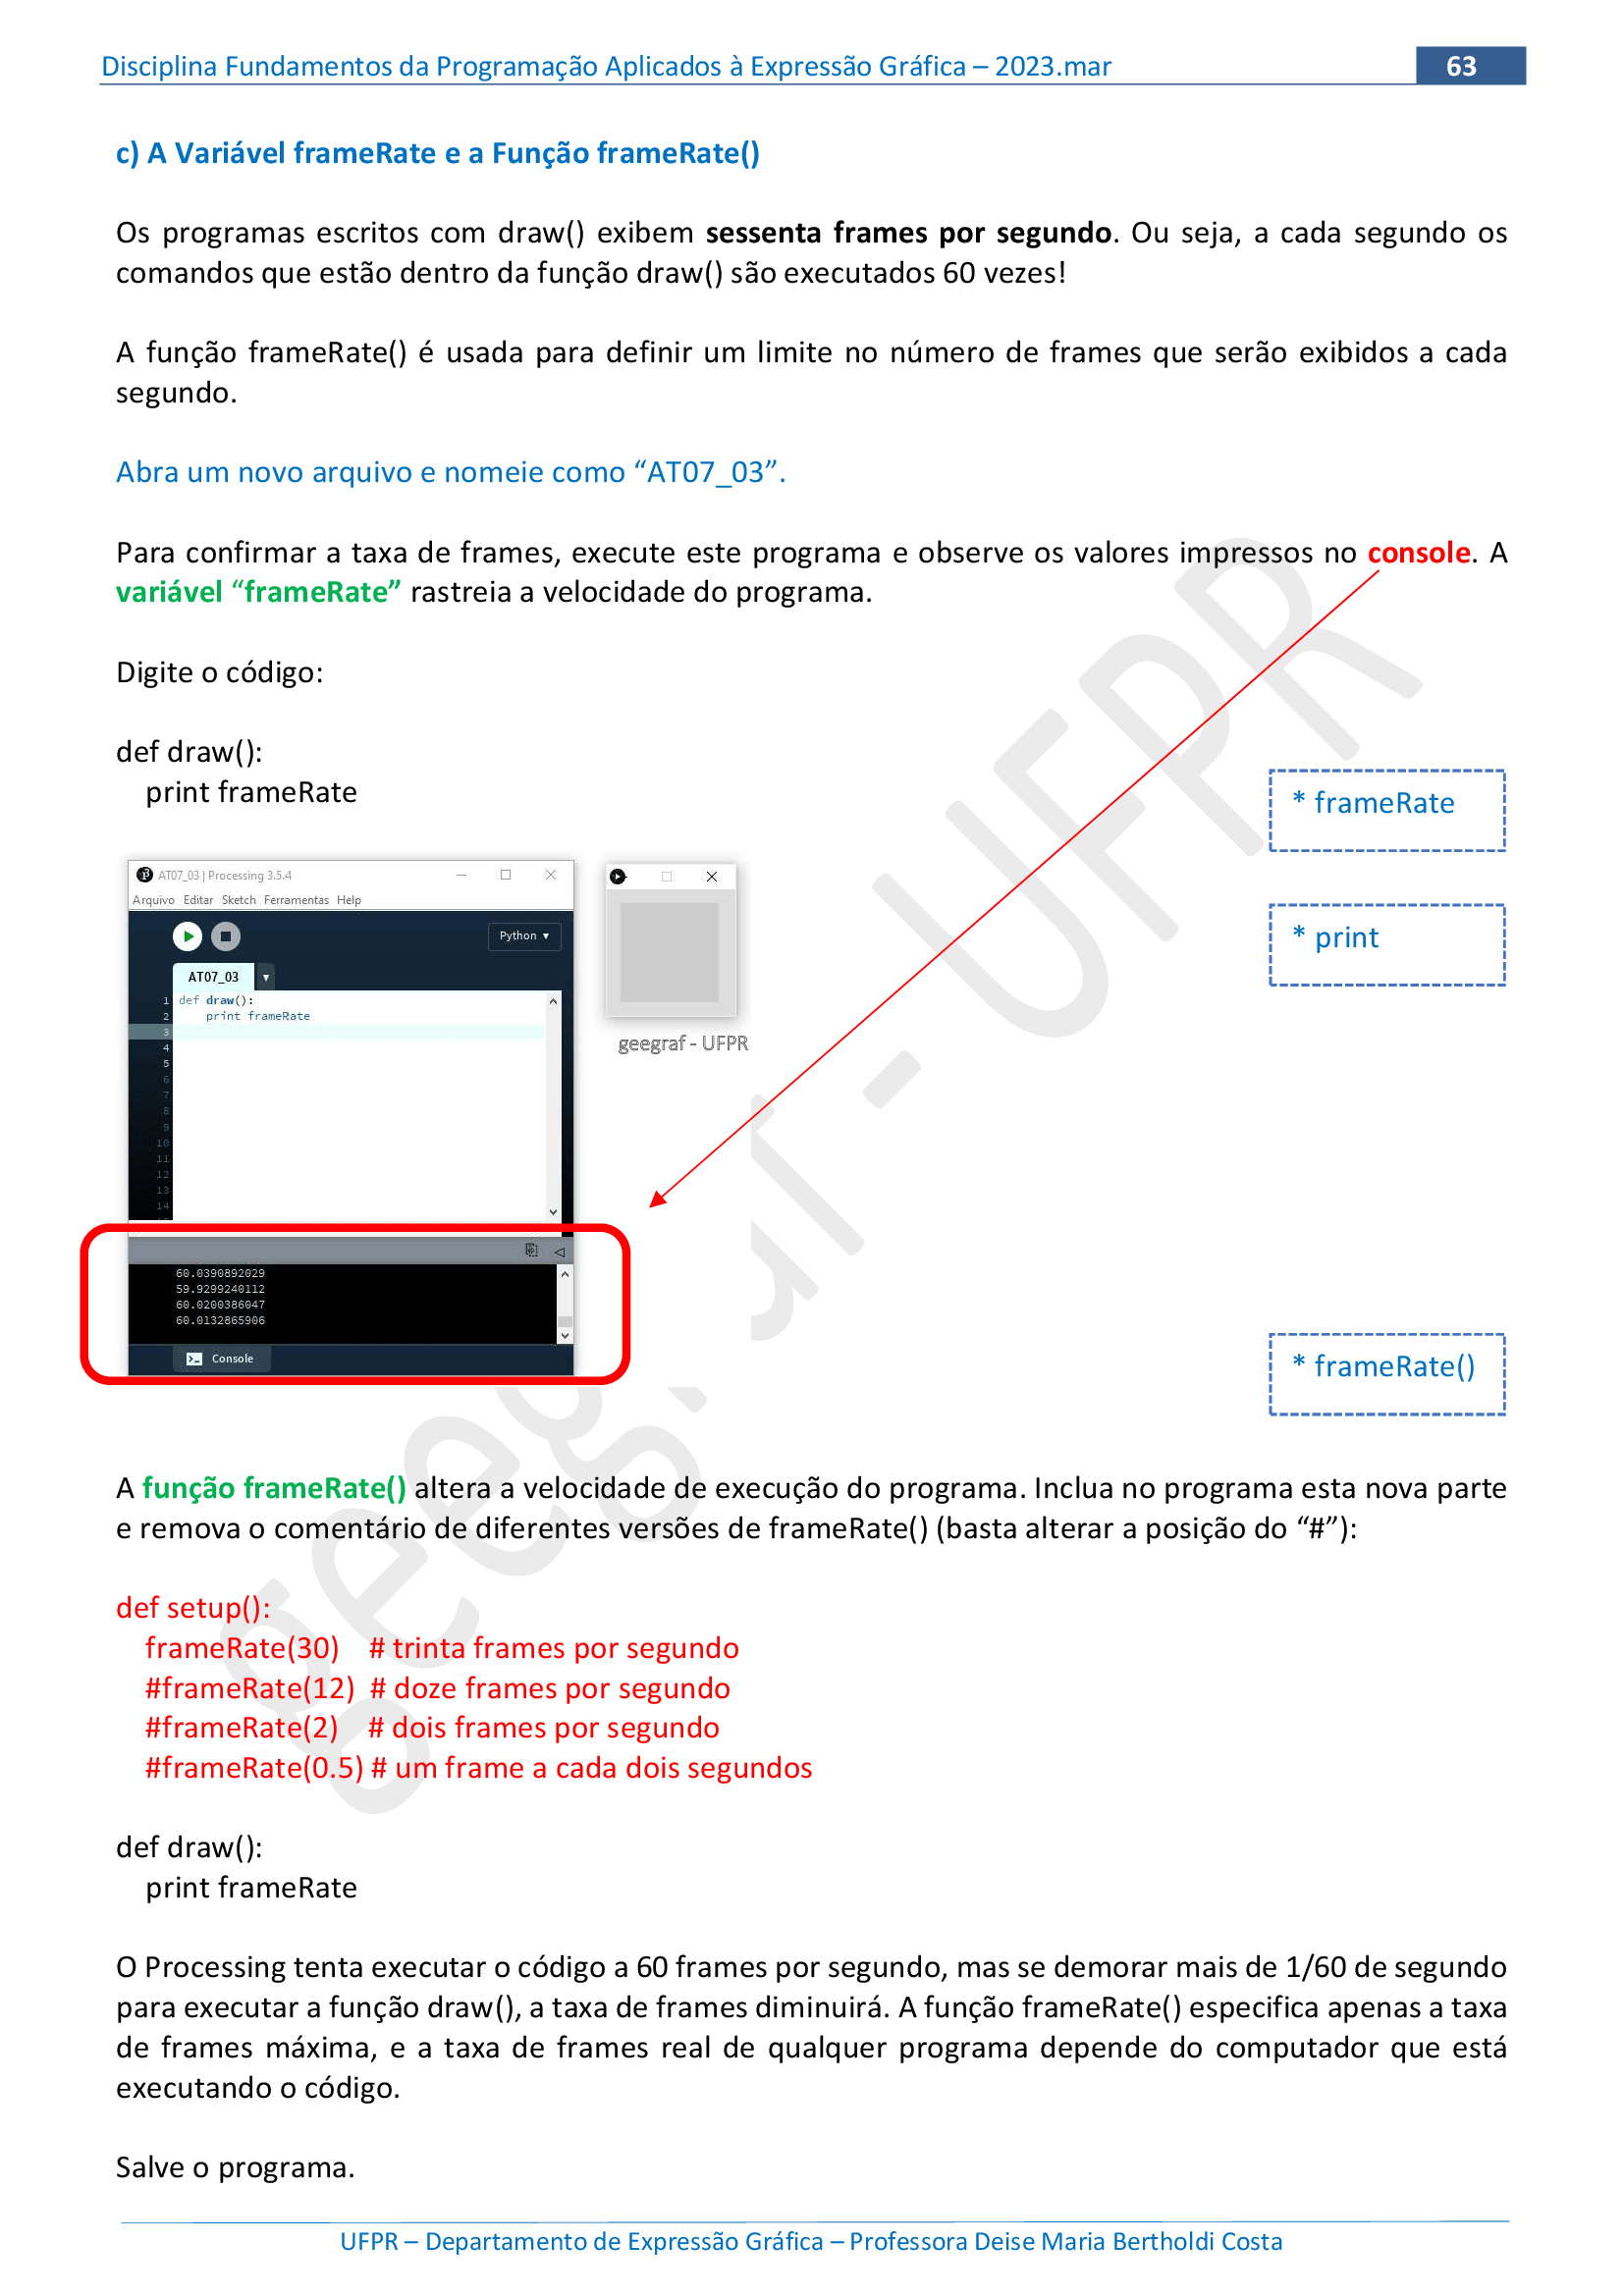 Disciplina Fundamentos da Programação Aplicados à Expressão Gráfica – 2023.mar
63
c) A Variável frameRate e a Função frameRate()
Os programas escritos com draw() exibem sessenta frames por segundo. Ou seja, a cada segundo os
comandos que estão dentro da função draw() são executados 60 vezes!
A função frameRate() é usada para definir um limite no número de frames que serão exibidos a cada
segundo.
Abra um novo arquivo e nomeie como “AT07_03”.
Para confirmar a taxa de frames, execute este programa e observe os valores impressos no console. A
variável “frameRate” rastreia a velocidade do programa.
Digite o código:
def draw():
print frameRate
* frameRate
* print
AT07_03 | Processing 3.5.4
Arquivo Editar Sketch Ferramentas Help
Python
AT07_03
1 def draw():
2 print frameRate
3
4
5
6
7
8
9
10
11
12
13
14
geegraf - UFPR
60.0390892029
59.9299240112
60.0200386047
60.0132865906
Console
* frameRate()
A função frameRate() altera a velocidade de execução do programa. Inclua no programa esta nova parte
e remova o comentário de diferentes versões de frameRate() (basta alterar a posição do “#”):
def setup():
frameRate(30) # trinta frames por segundo
#frameRate(12) # doze frames por segundo
#frameRate(2) # dois frames por segundo
#frameRate(0.5) # um frame a cada dois segundos
def draw():
print frameRate
O Processing tenta executar o código a 60 frames por segundo, mas se demorar mais de 1/60 de segundo
para executar a função draw(), a taxa de frames diminuirá. A função frameRate() especifica apenas a taxa
de frames máxima, e a taxa de frames real de qualquer programa depende do computador que está
executando o código.
Salve o programa.
UFPR – Departamento de Expressão Gráfica – Professora Deise Maria Bertholdi Costa
geegraf - UFPR